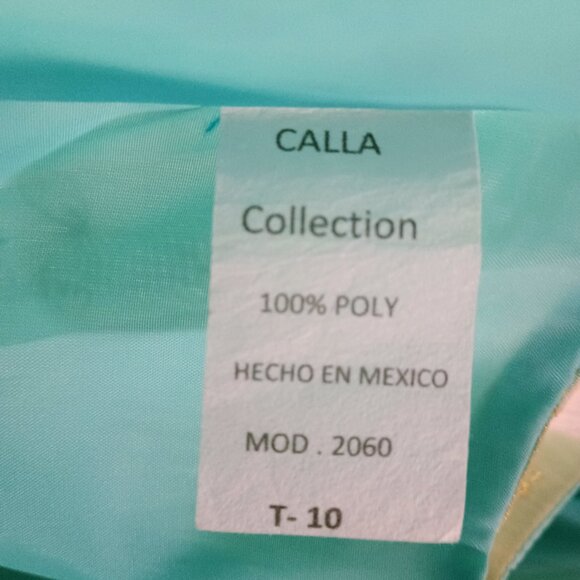 CALLA
Collection
100% POLY
HECHO EN MEXICO
MOD . 2060
T- 10